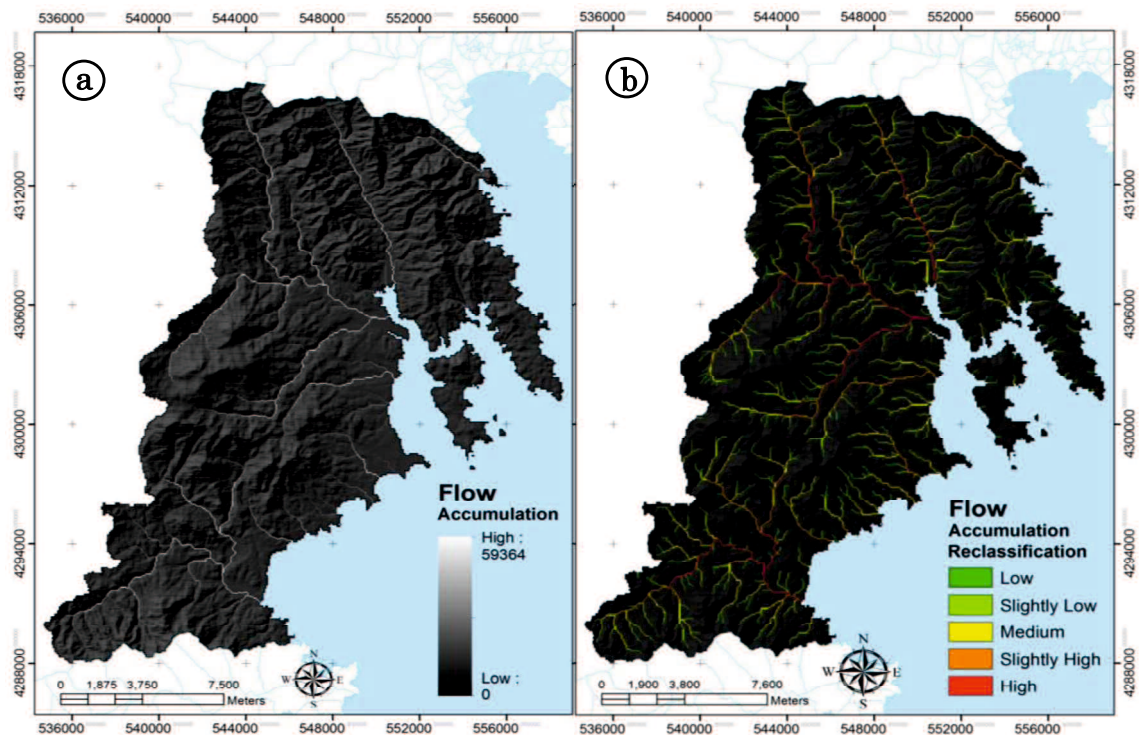 536000 540000 544000 548000 552000 556000
536000 540000 544000 548000 552000 556000
a
b
4318000
4312000
4306000
4300000
4294000
4288000
4318000
4312000
4306000
4300000
4294000
4288000
Flow
Accumulation
High :
59364
Low :
0
N
W E
S
0 1,875 3,750 7,500
Meters
Flow
Accumulation
Reclassification
Low
Slightly Low
Medium
Slightly High
High
N
W E
S
0 1,900 3,800 7,600
Meters
536000 540000 544000 548000 552000 556000
536000 540000 544000 548000 552000 556000